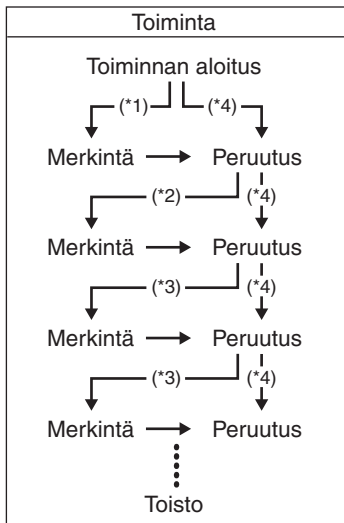 Toiminta
Toiminnan aloitus
(*1) (*4)
Merkintä Peruutus
(*2) (*4)
Merkintä Peruutus
(*3) (*4)
Merkintä Peruutus
(*3) (*4)
Merkintä Peruutus
Toisto